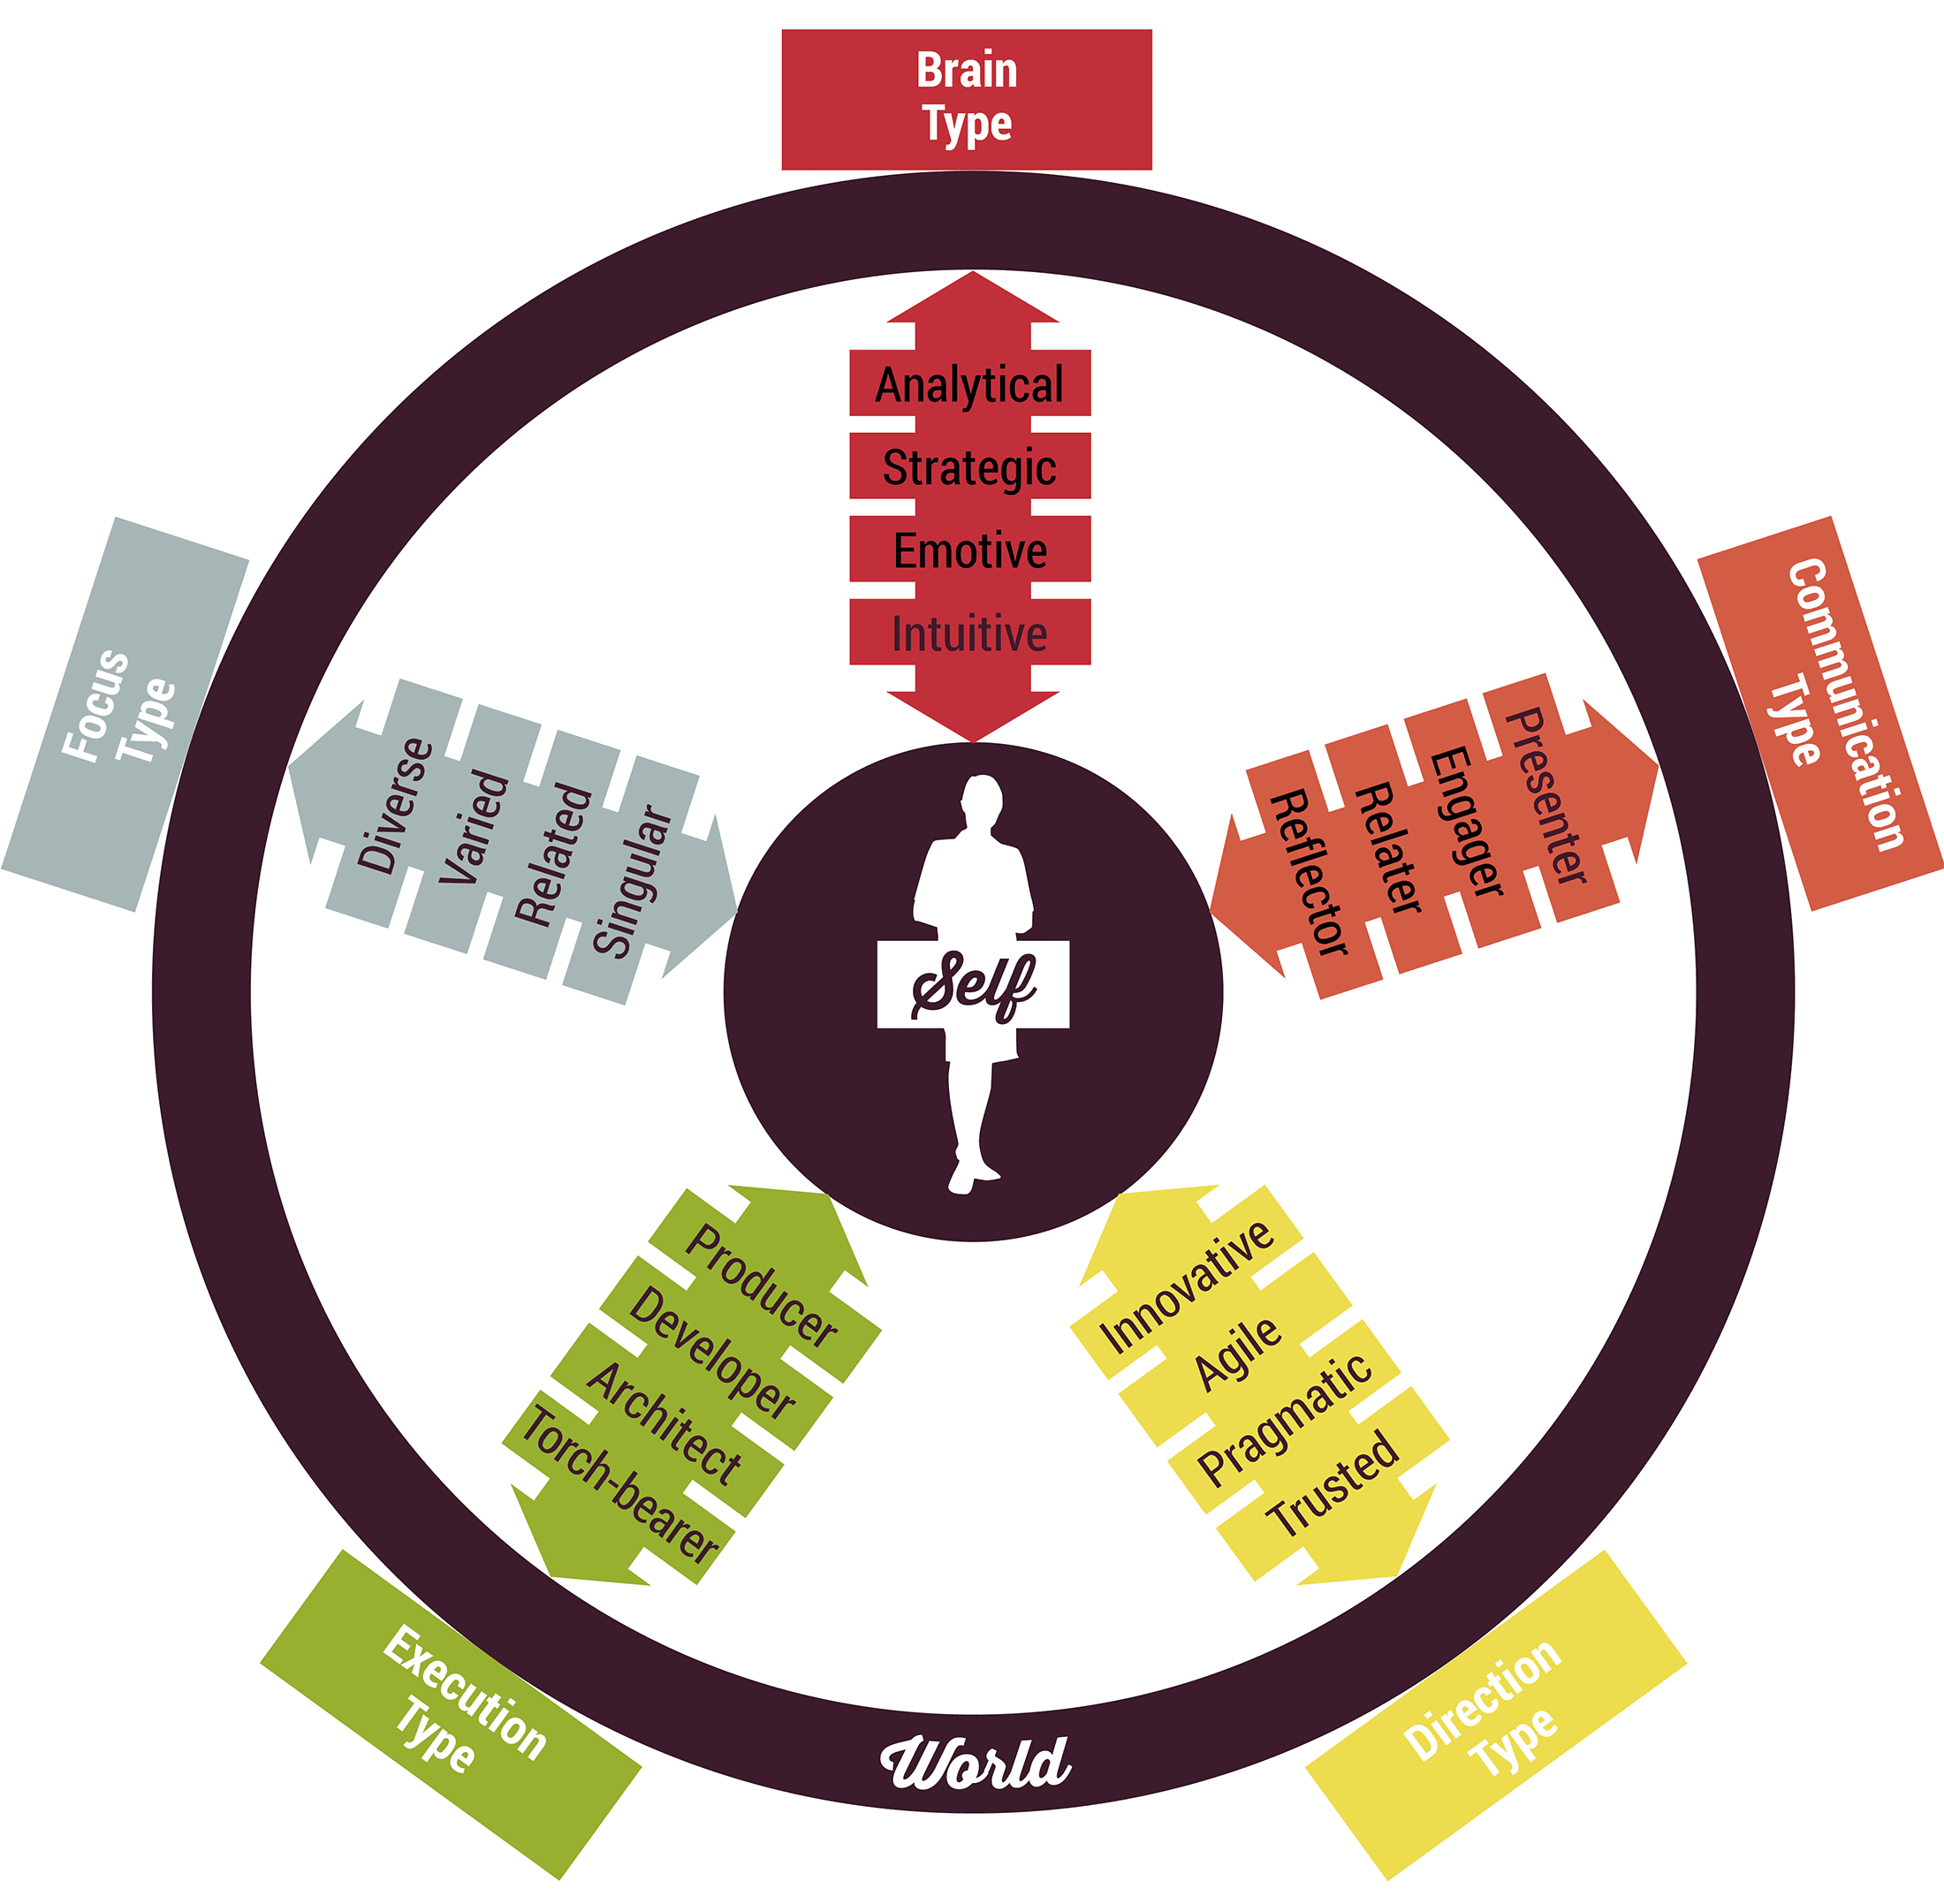 Brain
Type
Analytical
Strategic
Emotive
Intuitive
Communication
Type
Presenter
Engager
Relater
Reflector
Focus
Type
Diverse
Varied
Related
Singular
Self
Producer
Developer
Architect
Torch-bearer
Execution
Type
Innovative
Agile
Pragmatic
Trusted
Direction
Type
World